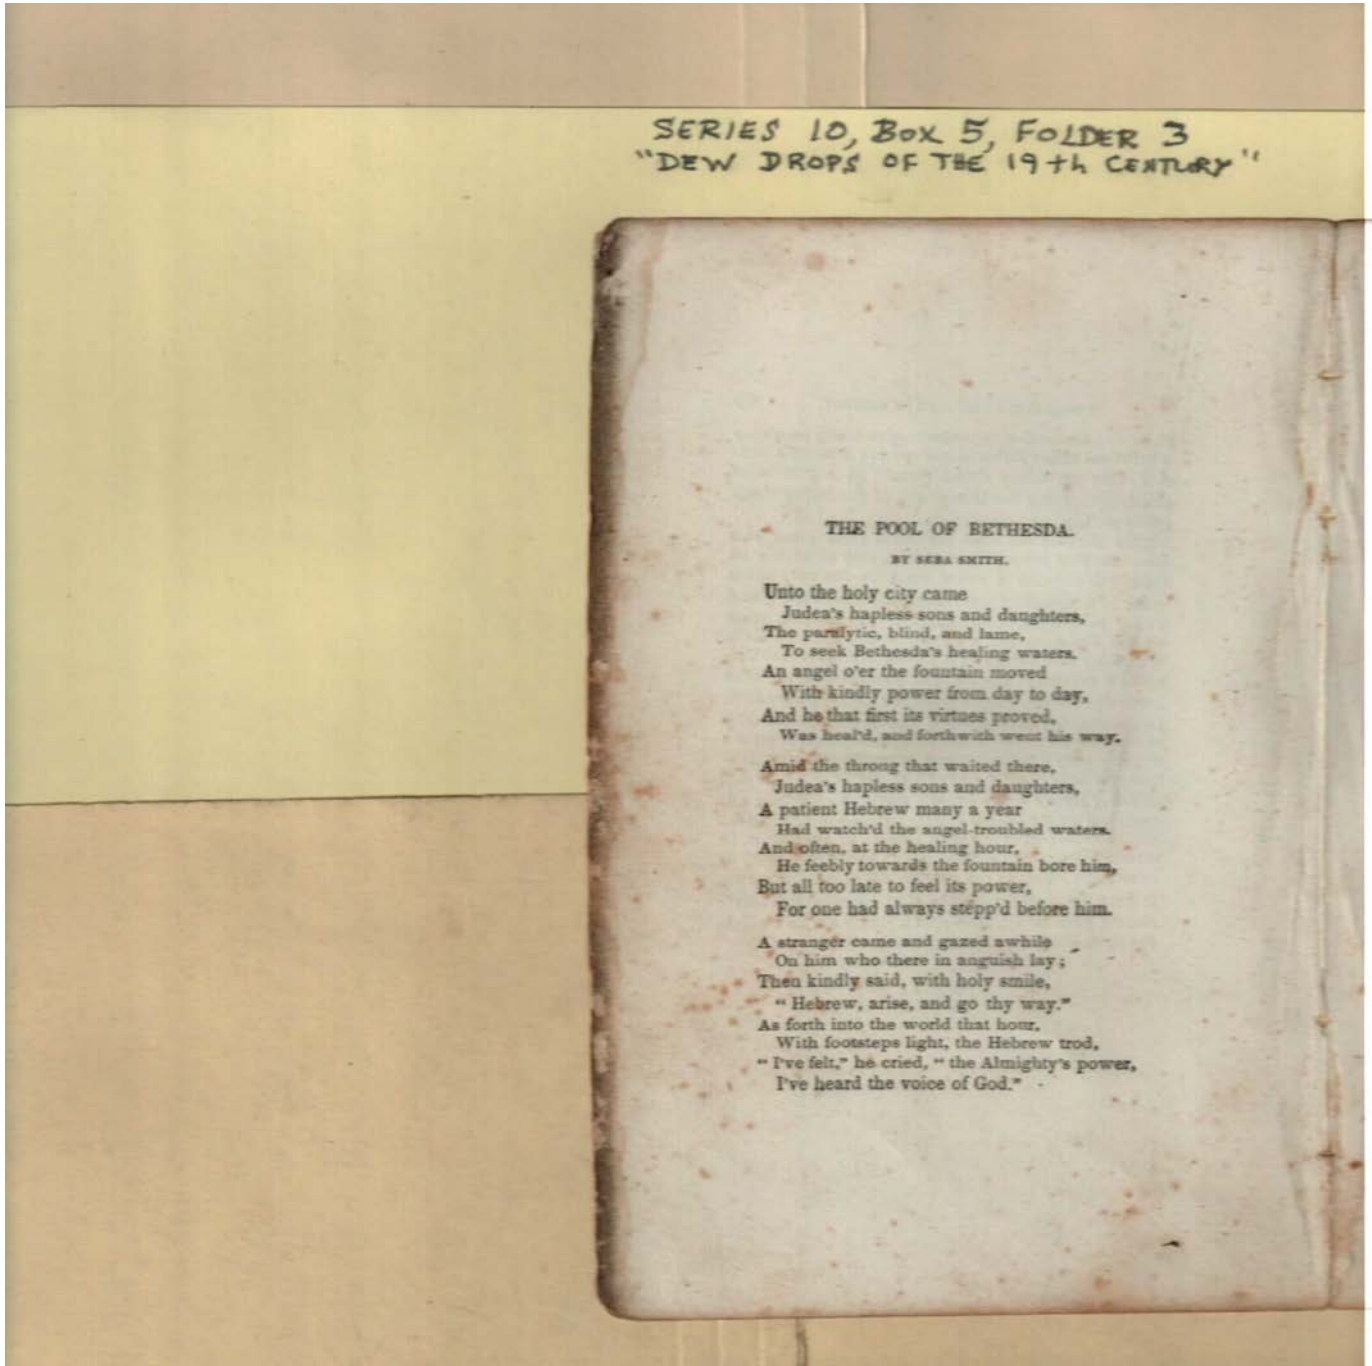 SERIES 10, BOX 5, FOLDER 3
"DEW DROPS OF THE 19th CENTURY"
THE POOL OF BETHESDA.
BY SEBA SMITH.
Unto the holy city came
Judea's hapless sons and daughters,
The paralytic, blind, and lame,
To seek Bethesda's healing waters.
An angel o'er the fountain moved
With kindly power from day to day,
And he that first its virtues proved,
Was heal'd, and forthwith went his way.
Amid the throng that waited there,
Judea's hapless sons and daughters,
A patient Hebrew many a year
Had watch'd the angel-troubled waters.
And often, at the healing hour,
He feebly towards the fountain bore him,
But all too late to feel its power,
For one had always stepp'd before him.
A stranger came and gazed awhile
On him who there in anguish lay;
Then kindly said, with holy smile,
"Hebrew, arise, and go thy way."
As forth into the world that hour,
With footsteps light, the Hebrew trod,
"I've felt," he cried, "the Almighty's power,
I've heard the voice of God."